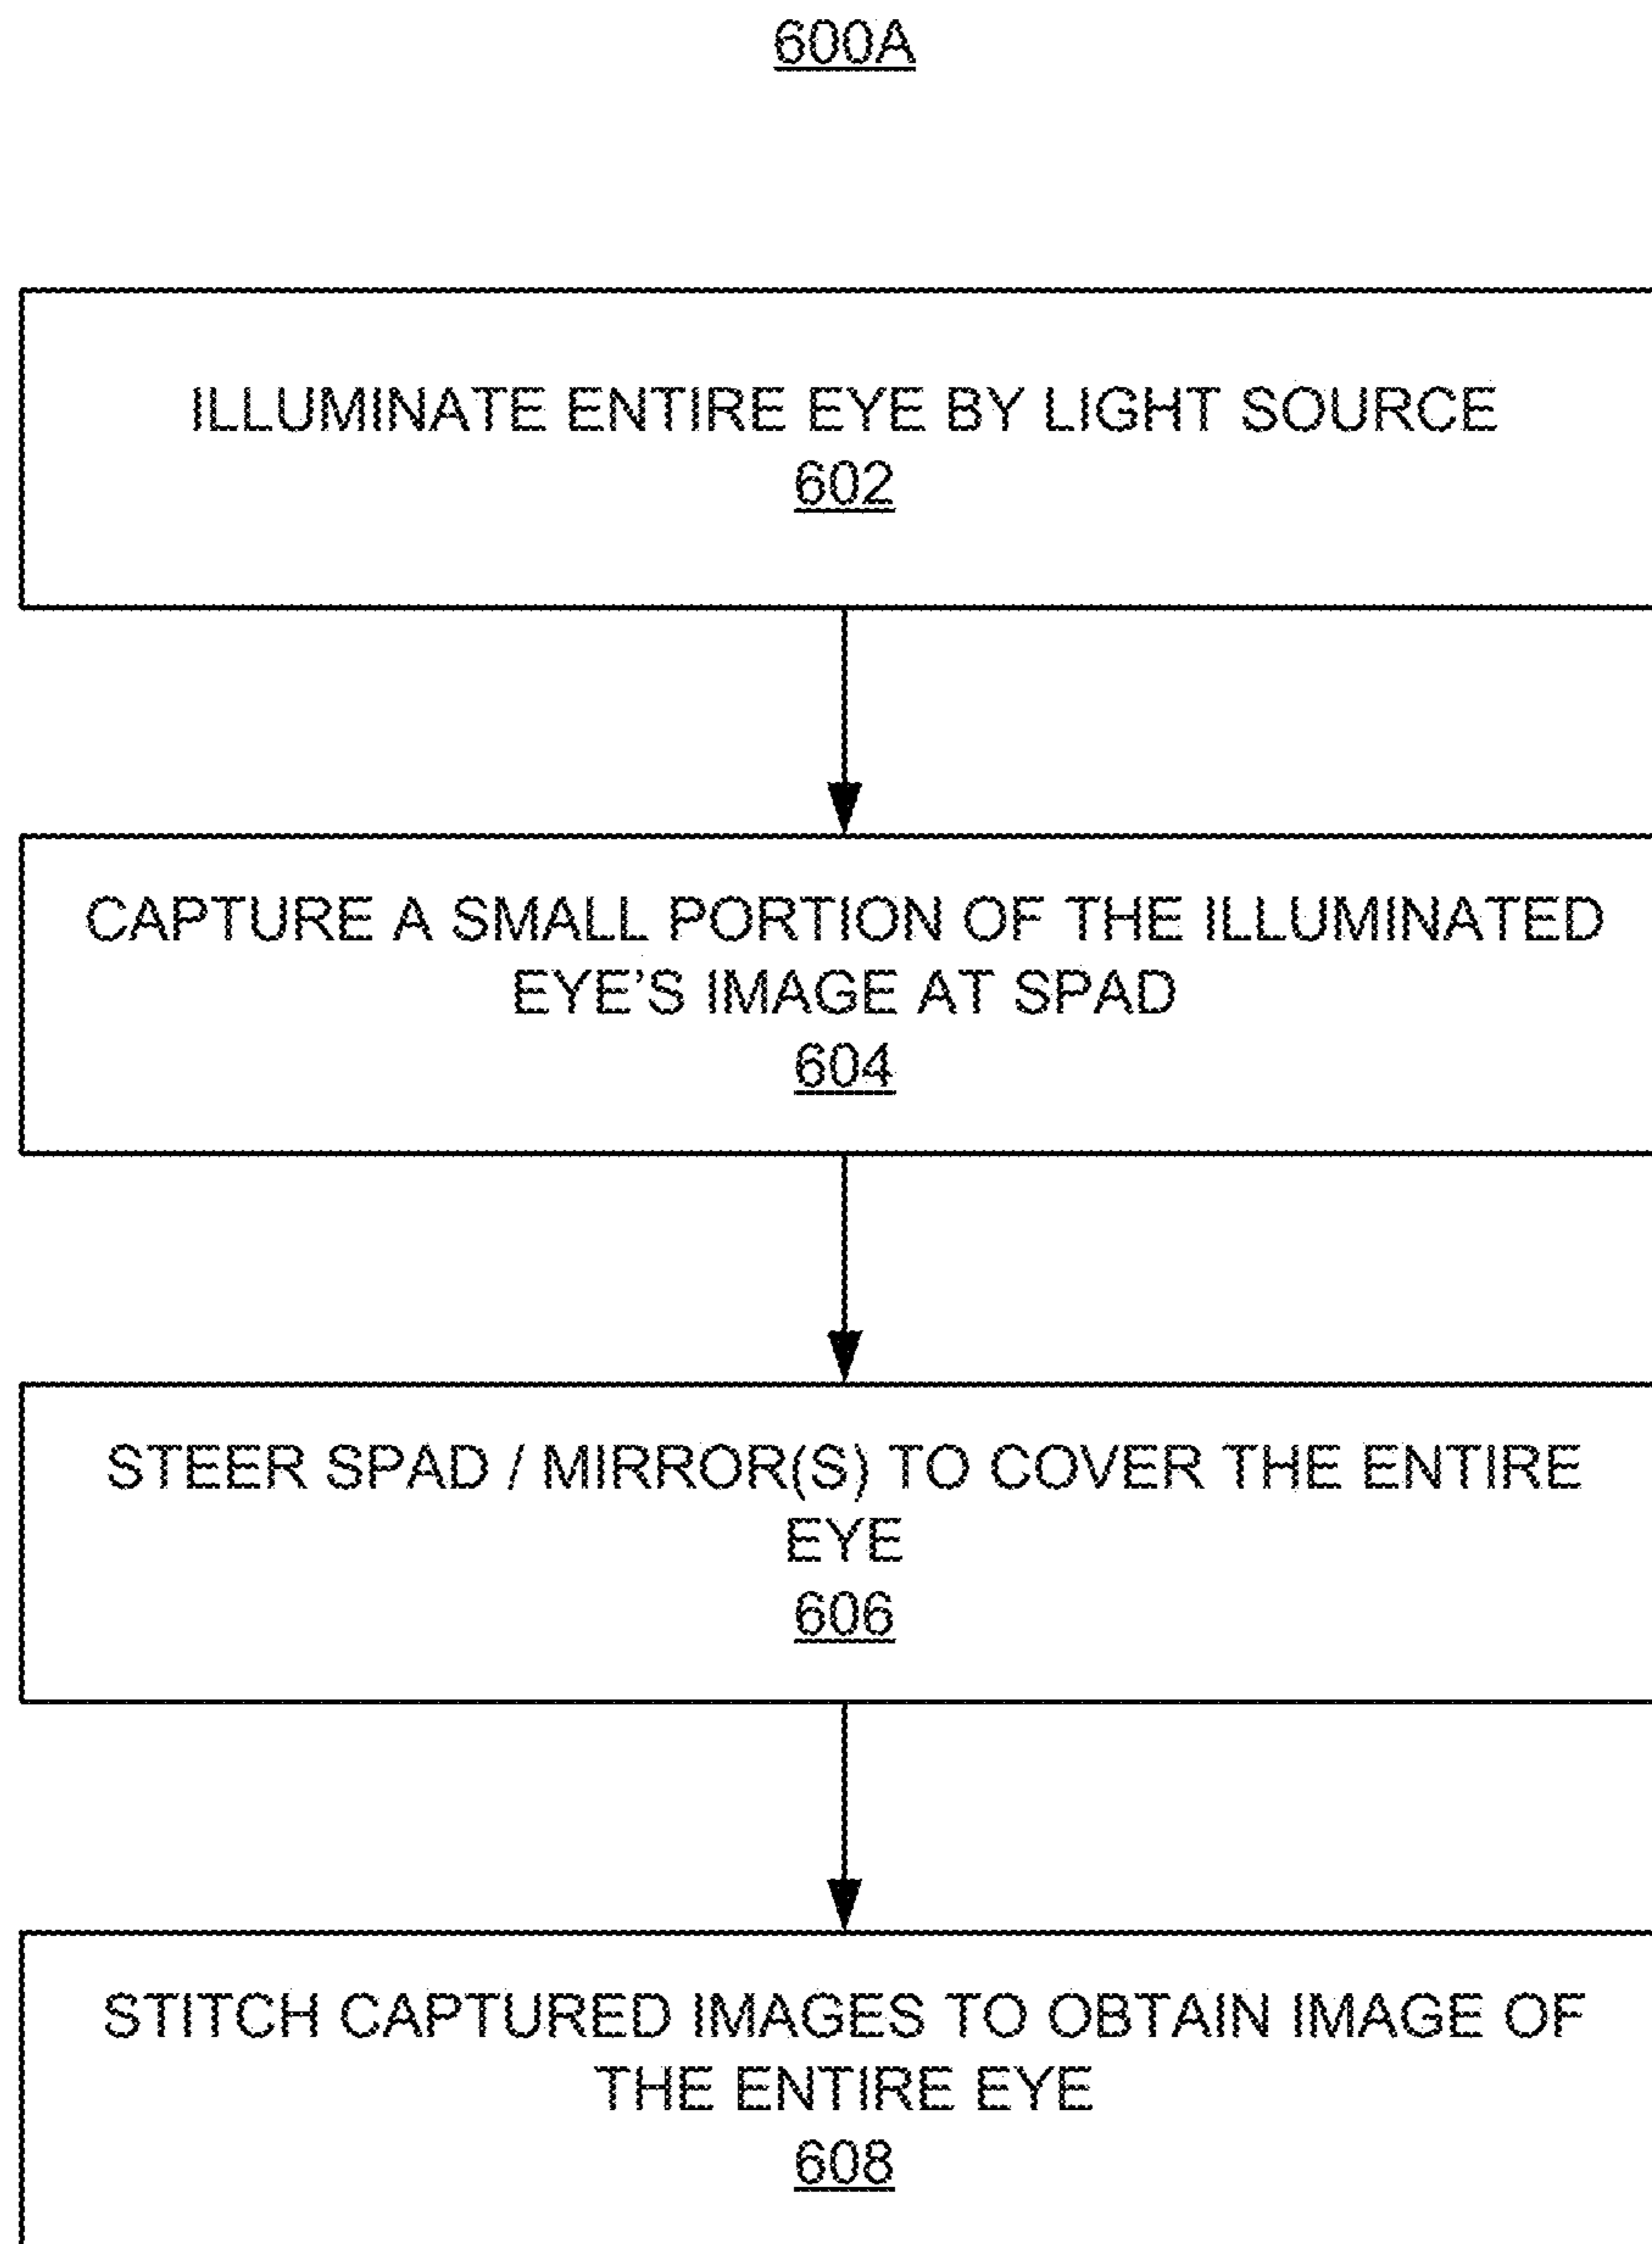 600A
ILLUMINATE ENTIRE EYE BY LIGHT SOURCE
602
CAPTURE A SMALL PORTION OF THE ILLUMINATED
EYE'S IMAGE AT SPAD
604
STEER SPAD / MIRROR(S) TO COVER THE ENTIRE
EYE
606
STITCH CAPTURED IMAGES TO OBTAIN IMAGE OF
THE ENTIRE EYE
608